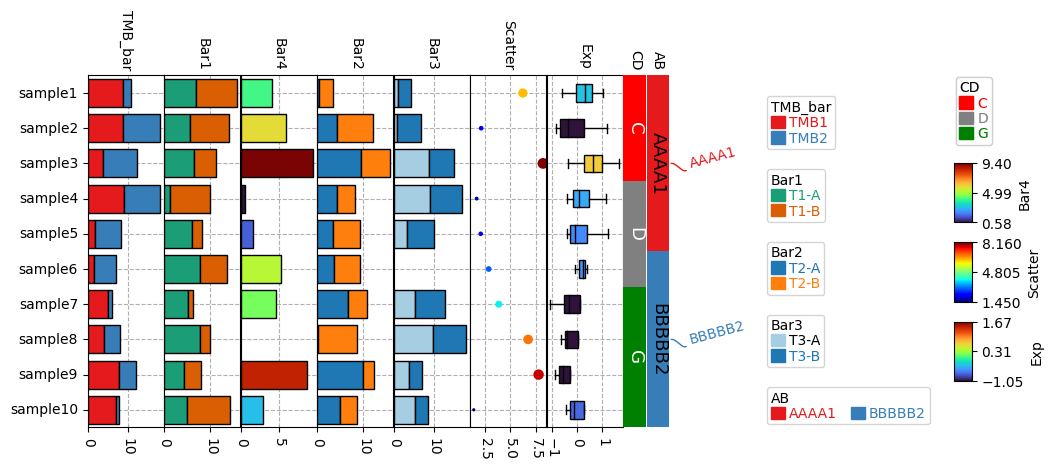 TMB_bar
Bar1
Bar4
Bar2
Bar3
Scatter
Exp
CD
AB
sample1
sample2
sample3
sample4
sample5
sample6
sample7
sample8
sample9
sample10
0 10
0 10
0 5
0 10
0 10
2.5 5.0 7.5
−1 0 1
C
D
G
AAAA1
BBBBB2
AAAA1
BBBBB2
TMB_bar
TMB1
TMB2
Bar1
T1-A
T1-B
Bar2
T2-A
T2-B
Bar3
T3-A
T3-B
AB
AAAA1 BBBBB2
CD
C
D
G
9.40
4.99
0.58
Bar4
8.160
4.805
1.450
Scatter
1.67
0.31
−1.05
Exp